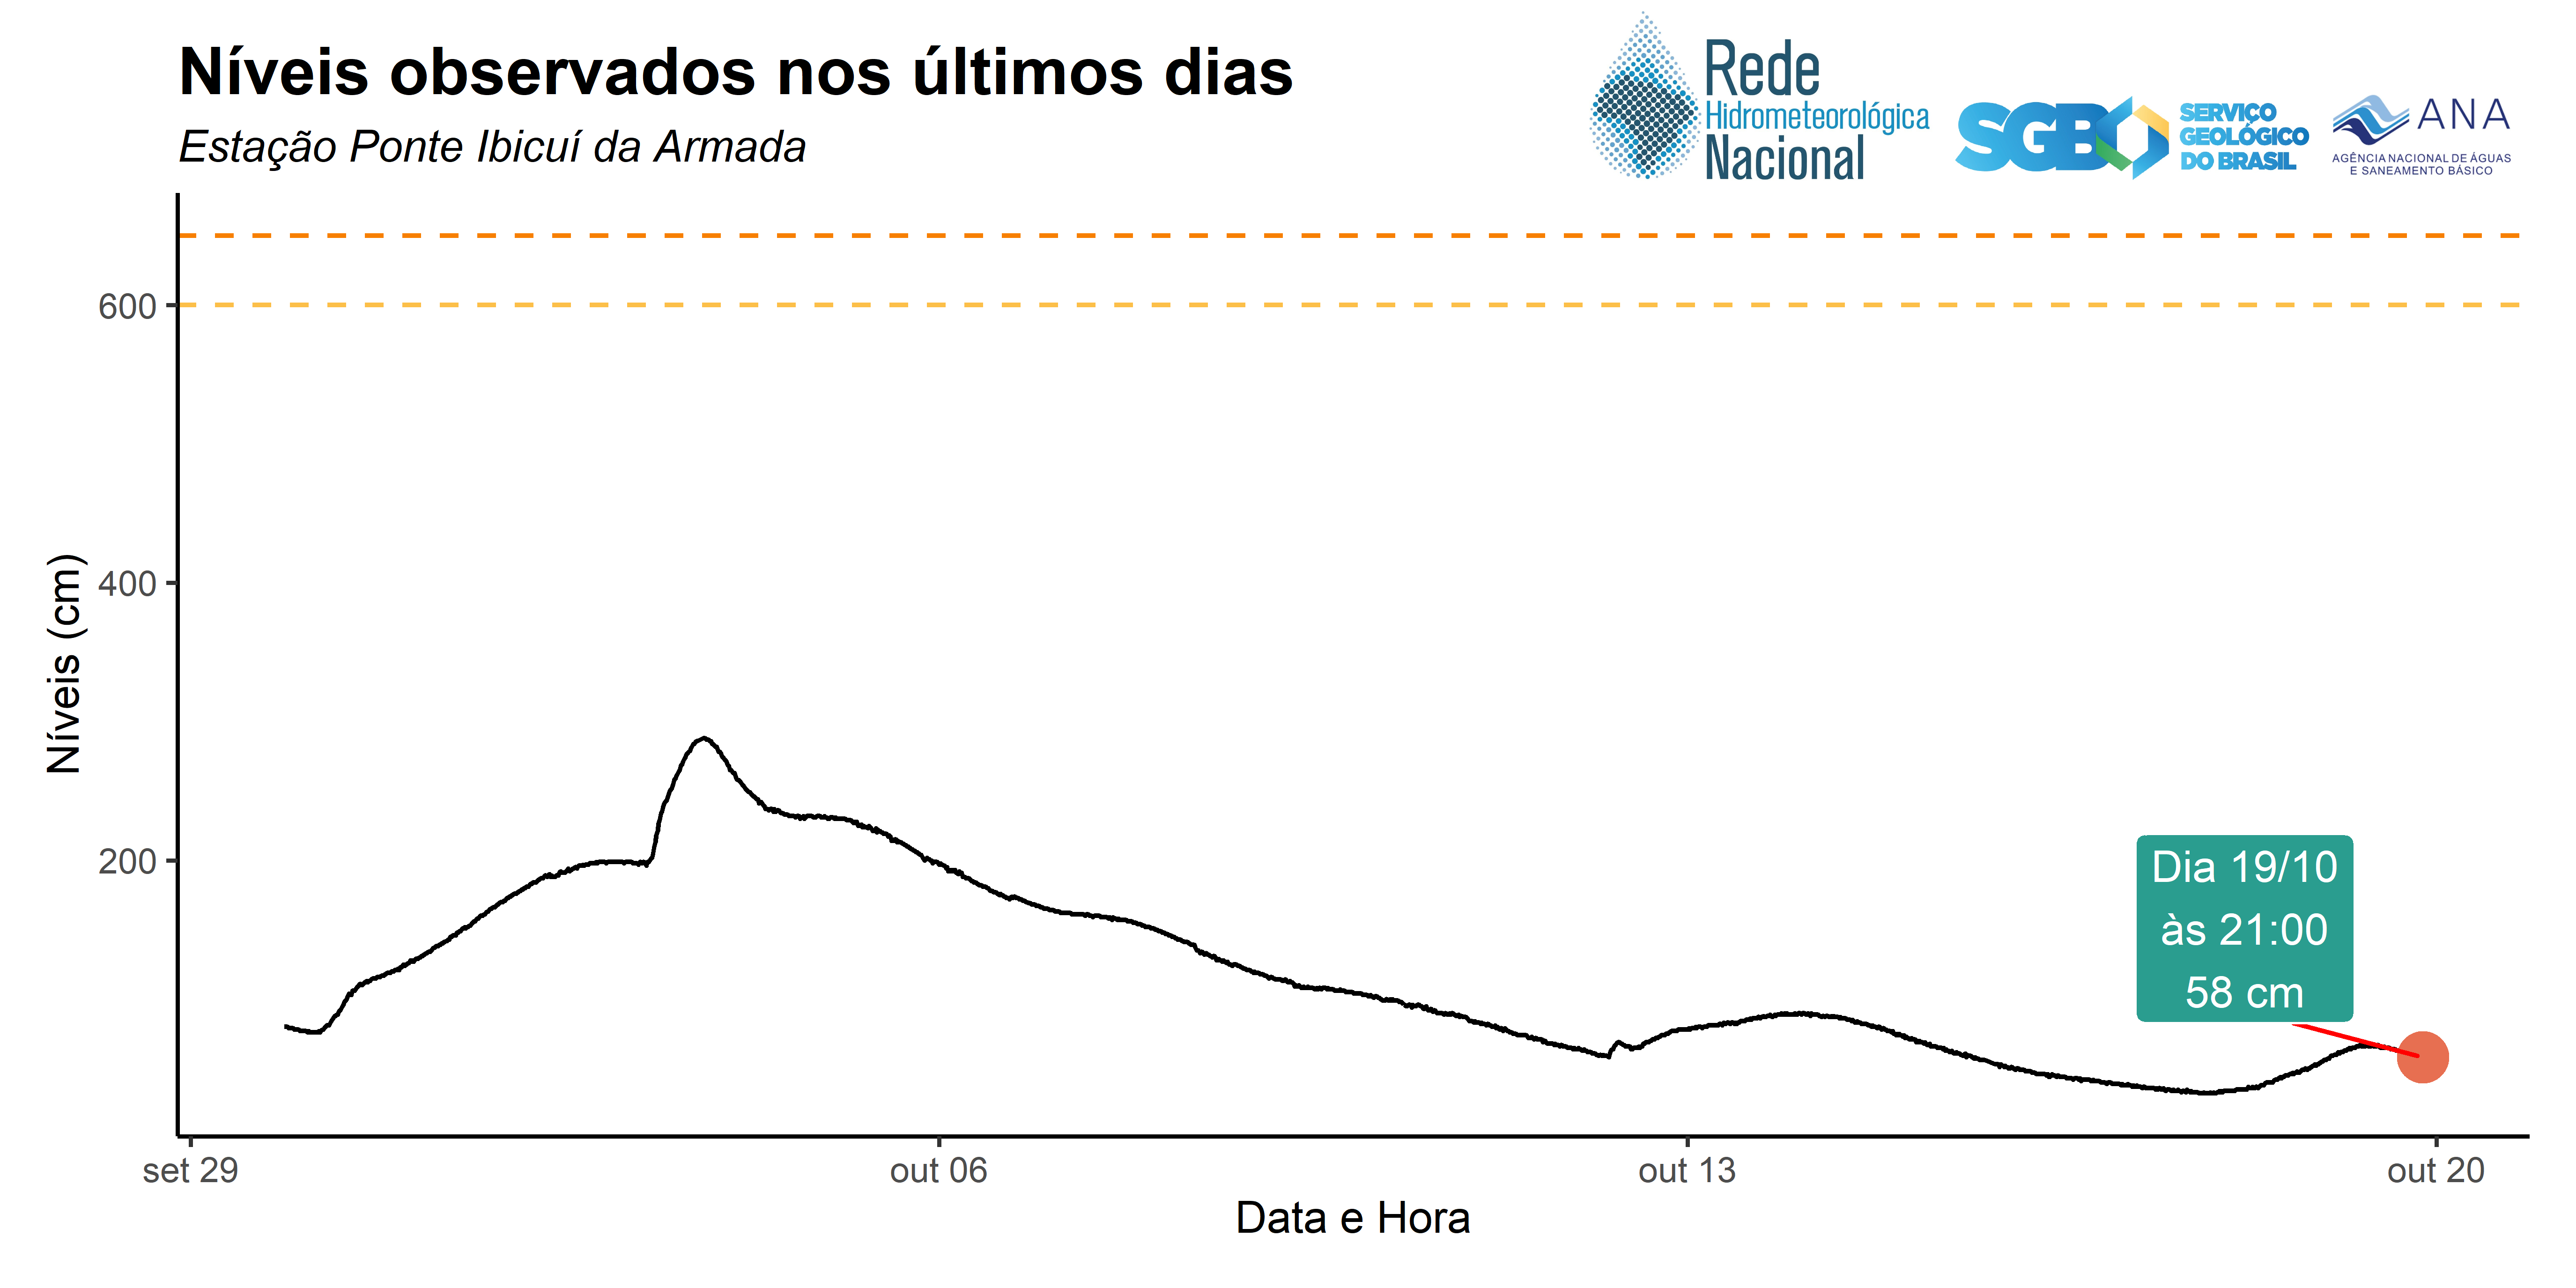 Níveis observados nos últimos dias
Estação Ponte Ibicuí da Armada
Rede
Hidrometeorológica
Nacional
SGB
SERVIÇO
GEOLÓGICO
DO BRASIL
ANA
AGÊNCIA NACIONAL DE ÁGUAS
E SANEAMENTO BÁSICO
Níveis (cm)
600
400
200
Dia 19/10
às 21:00
58 cm
set 29
out 06
out 13
out 20
Data e Hora